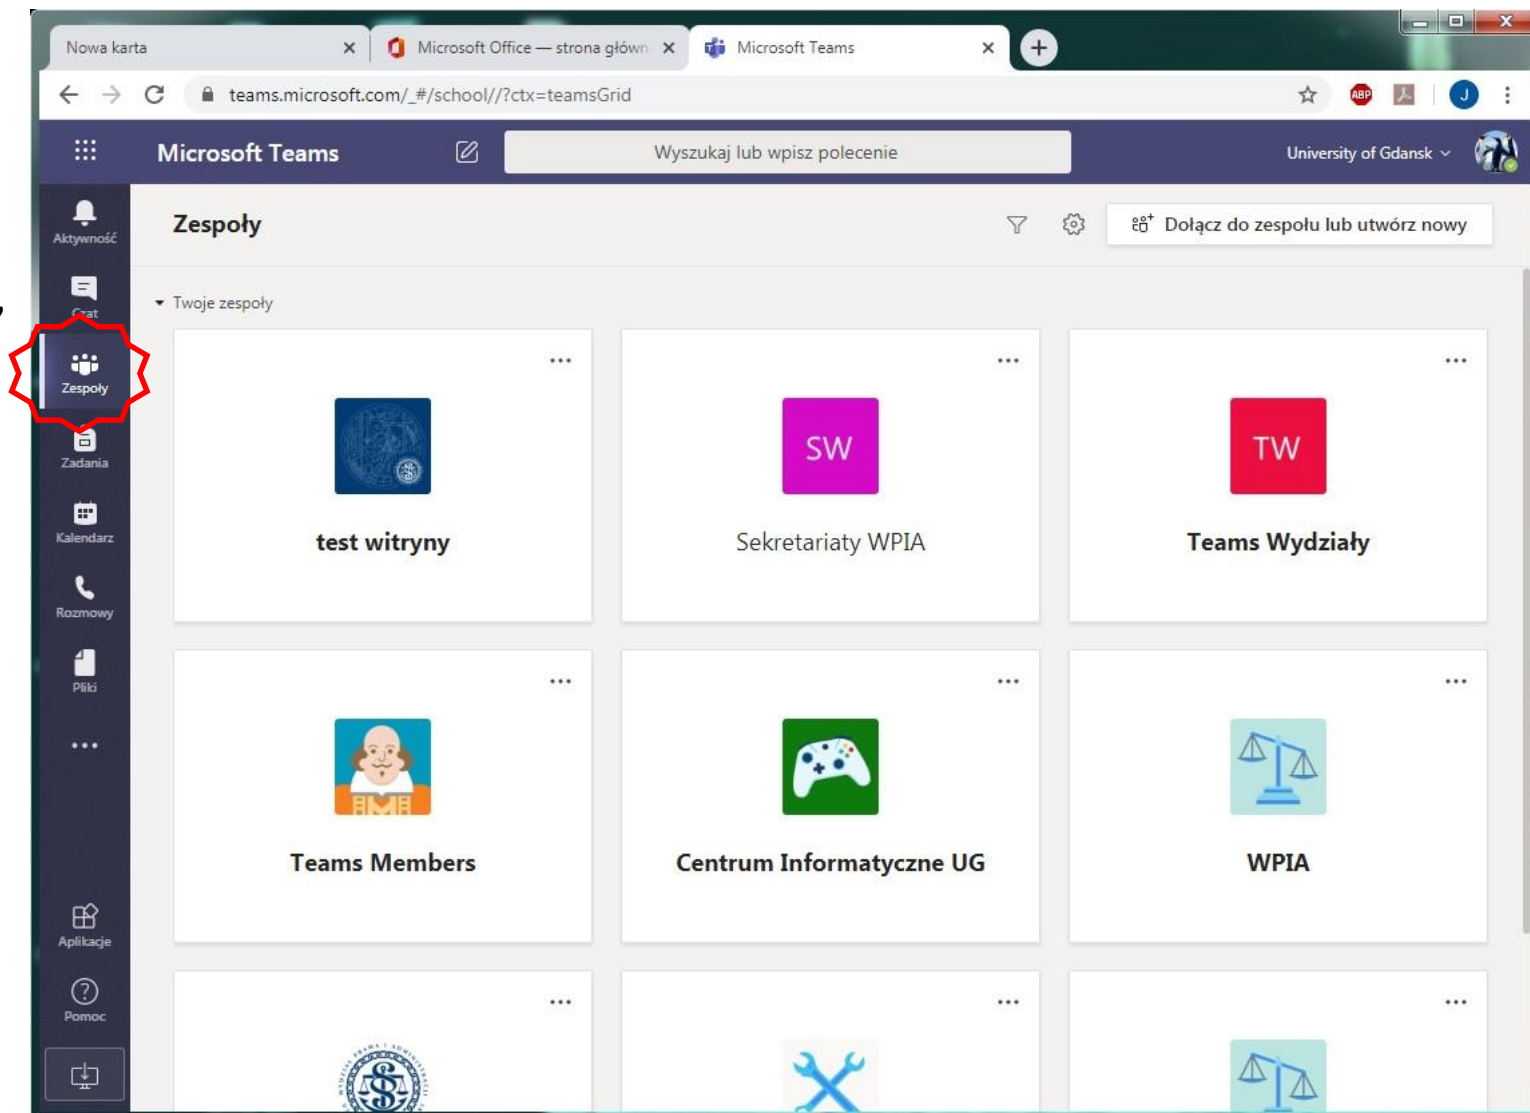 Nowa karta
Microsoft Office — strona główn
Microsoft Teams
teams.microsoft.com/_#/school//?ctx=teamsGrid
ABP
J
Microsoft Teams
Wyszukaj lub wpisz polecenie
University of Gdansk
Aktywność
Czat
Zespoły
Zadania
Kalendarz
Rozmowy
Pliki
Aplikacje
Pomoc
Zespoły
Dołącz do zespołu lub utwórz nowy
Twoje zespoły
test witryny
SW
Sekretariaty WPIA
TW
Teams Wydziały
Teams Members
Centrum Informatyczne UG
WPIA